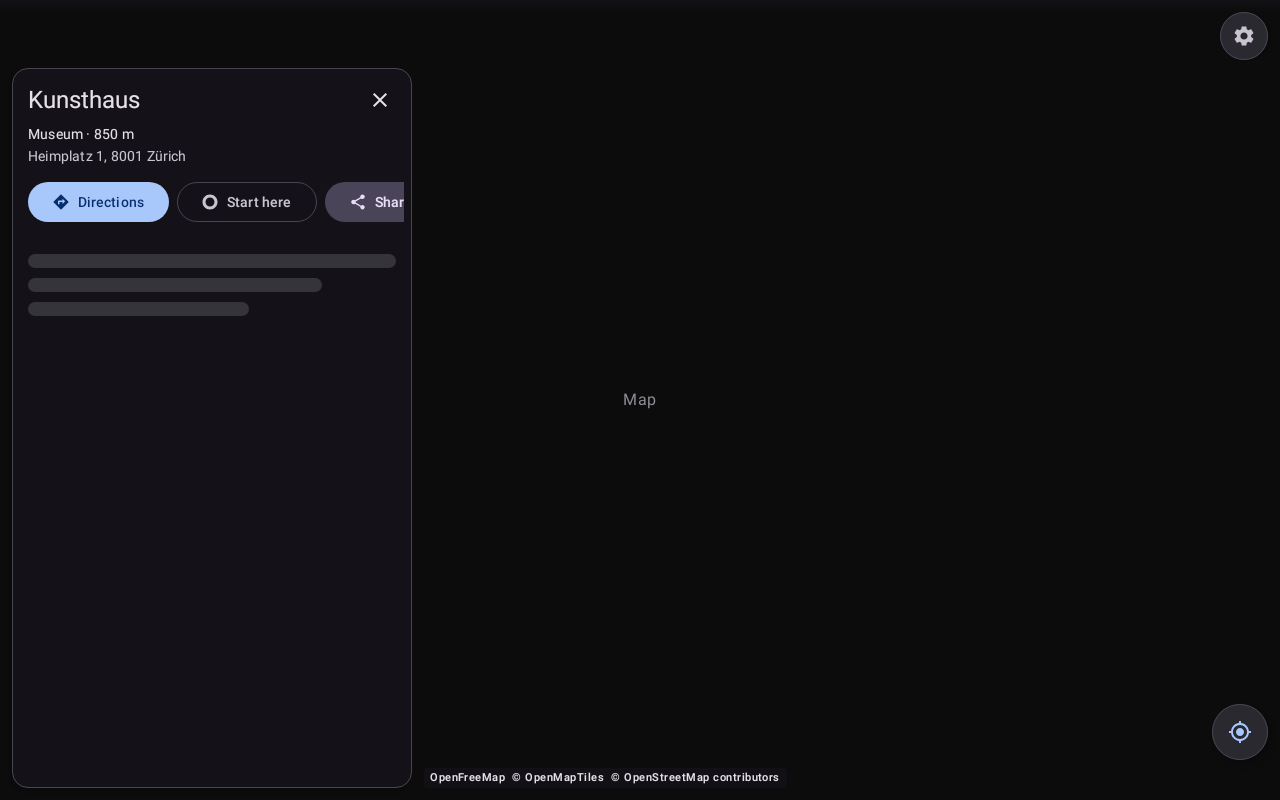 Kunsthaus
Museum · 850 m
Heimplatz 1, 8001 Zürich
Directions
Start here
Shar
Map
OpenFreeMap © OpenMapTiles © OpenStreetMap contributors